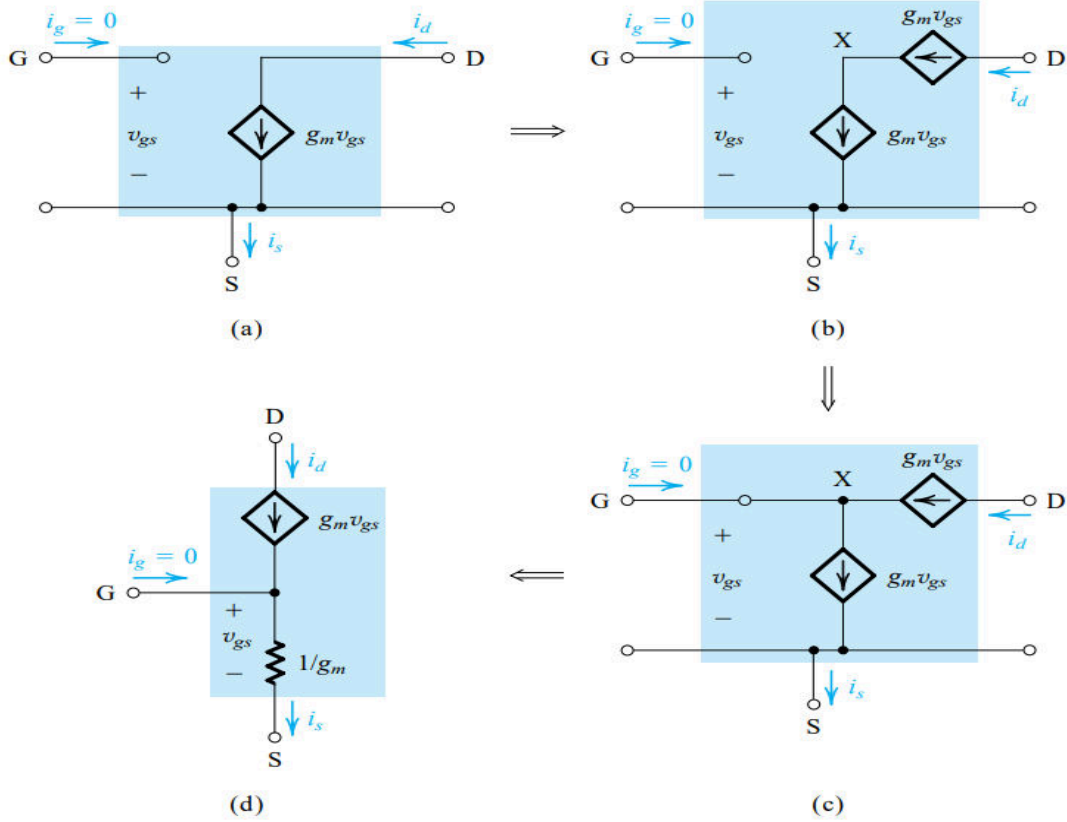 i_g = 0
i_d
G
D
+
v_gs
−
g_m v_gs
i_s
S
(a)
i_g = 0
g_m v_gs
X
G
D
i_d
+
v_gs
−
g_m v_gs
i_s
S
(b)
D
i_d
g_m v_gs
i_g = 0
G
+
v_gs
−
1/g_m
i_s
S
(d)
g_m v_gs
i_g = 0
X
G
D
i_d
+
v_gs
−
g_m v_gs
i_s
S
(c)